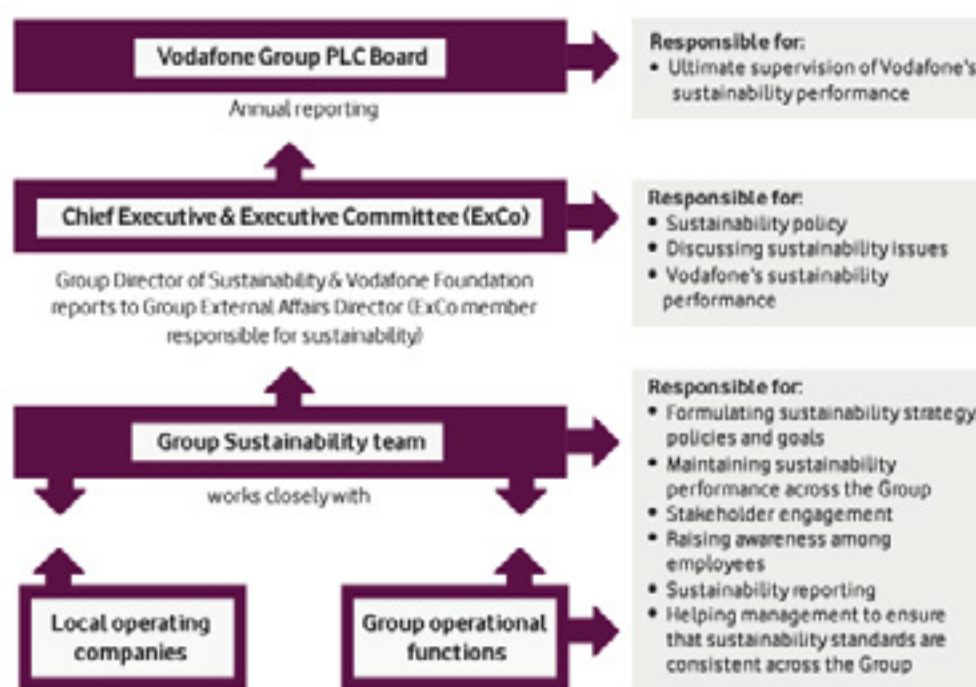 Vodafone Group PLC Board
Responsible for:
• Ultimate supervision of Vodafone's
sustainability performance
Annual reporting
Chief Executive & Executive Committee (ExCo)
Responsible for:
• Sustainability policy
• Discussing sustainability issues
• Vodafone's sustainability
performance
Group Director of Sustainability & Vodafone Foundation
reports to Group External Affairs Director (ExCo member
responsible for sustainability)
Group Sustainability team
works closely with
Responsible for:
• Formulating sustainability strategy
policies and goals
• Maintaining sustainability
performance across the Group
• Stakeholder engagement
• Raising awareness among
employees
• Sustainability reporting
• Helping management to ensure
that sustainability standards are
consistent across the Group
Local operating
companies
Group operational
functions